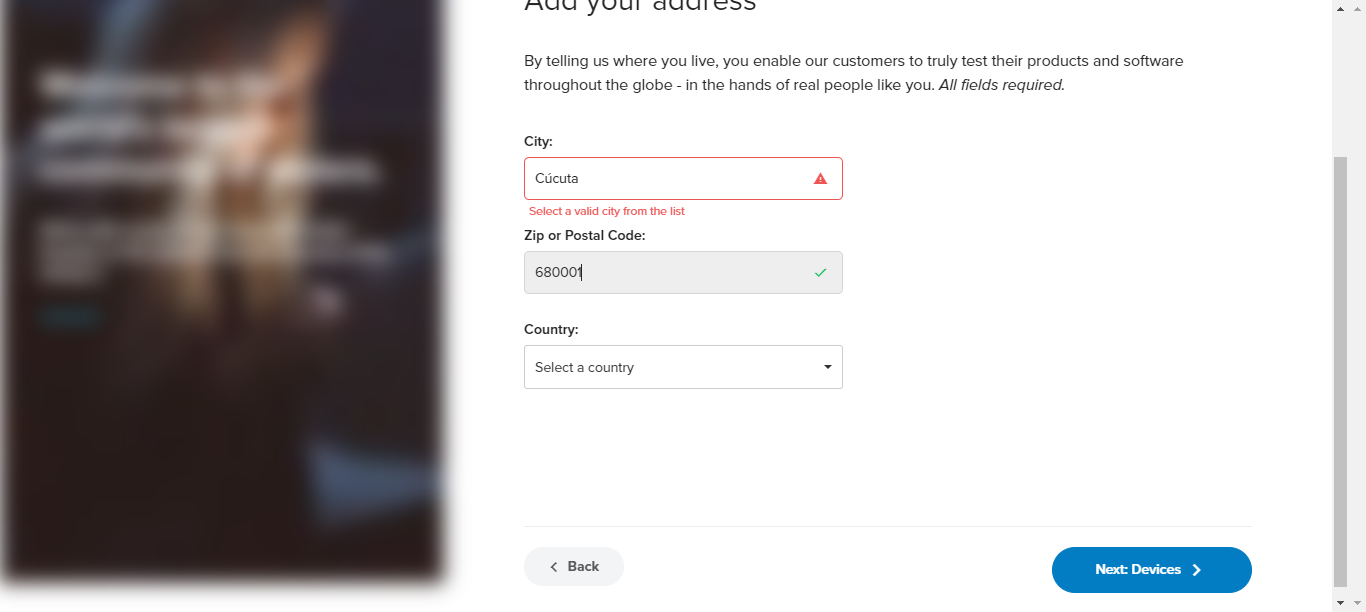 Add your address
By telling us where you live, you enable our customers to truly test their products and software
throughout the globe - in the hands of real people like you. All fields required.
City:
Cúcuta
Select a valid city from the list
Zip or Postal Code:
680001
Country:
Select a country
Back
Next: Devices